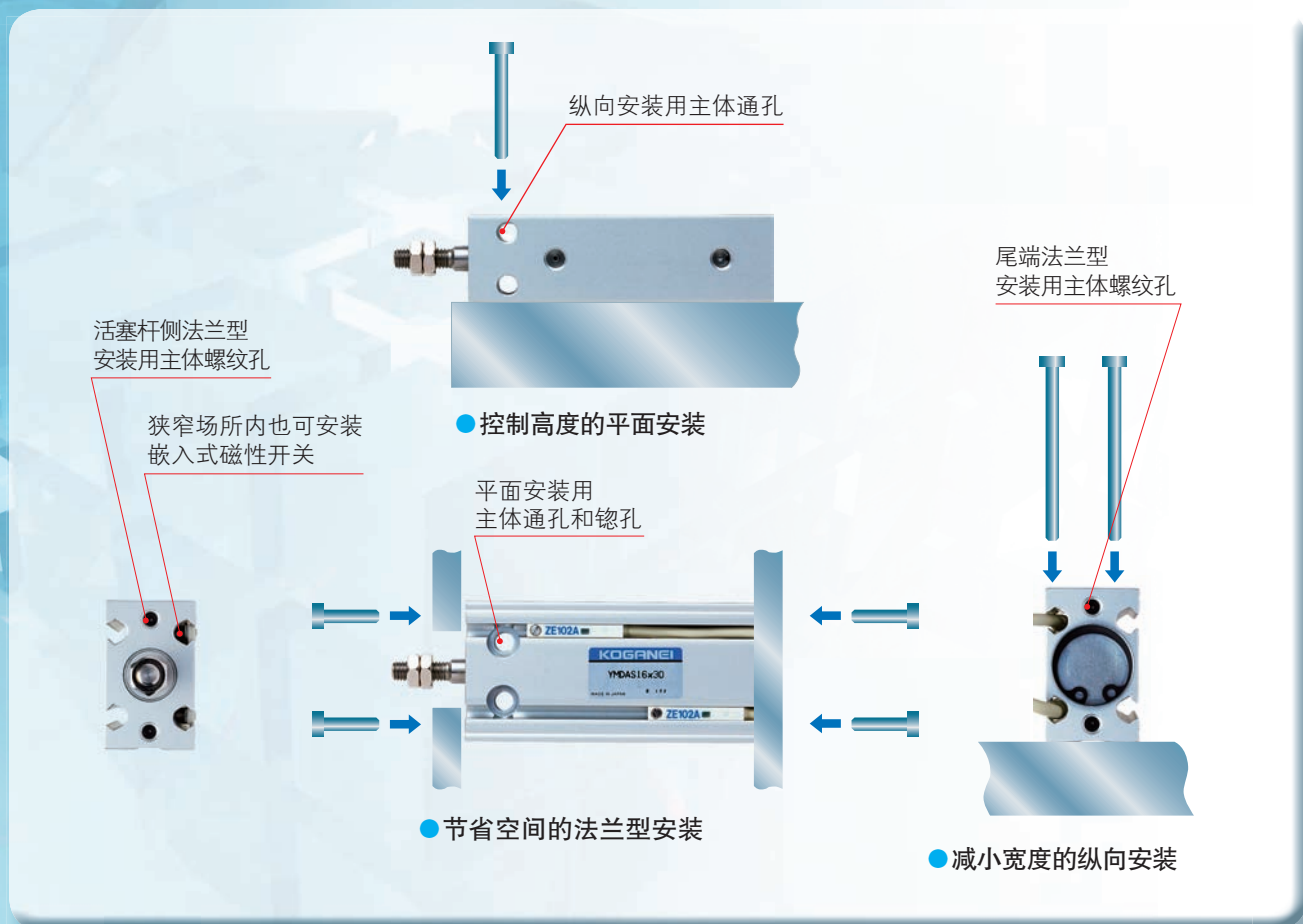 纵向安装用主体通孔
尾端法兰型
安装用主体螺纹孔
活塞杆侧法兰型
安装用主体螺纹孔
●控制高度的平面安装
狭窄场所内也可安装
嵌入式磁性开关
平面安装用
主体通孔和锪孔
ZE102A
KOGANEI
YMDAS16x30
MADE IN JAPAN
ZE102A
●节省空间的法兰型安装
●减小宽度的纵向安装